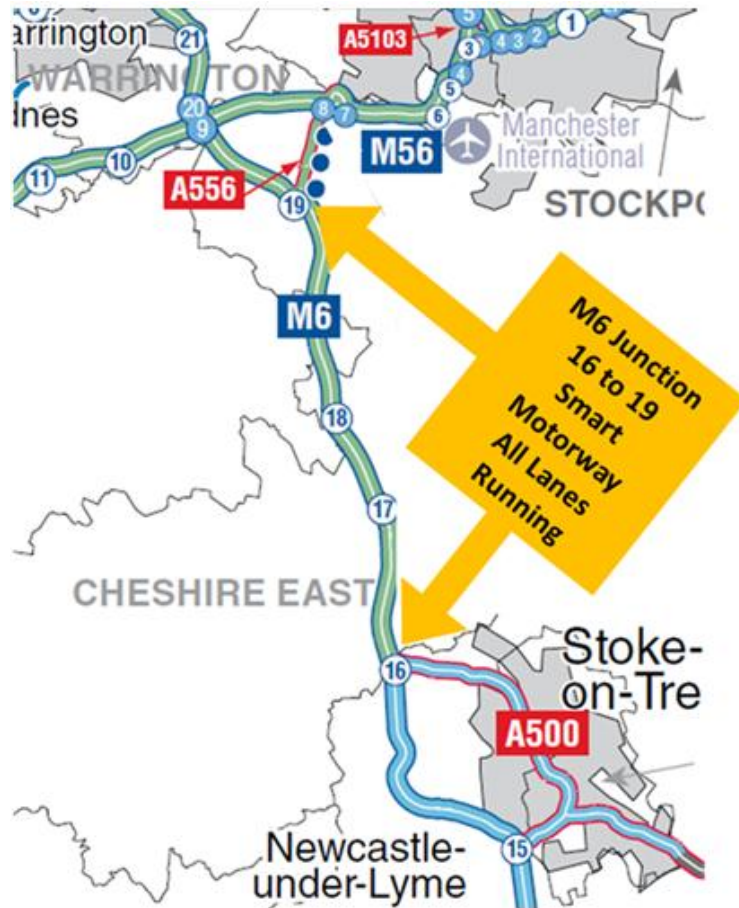 arrington
A5103
21
5
1
WARRINGTON
3
4
3
2
dnes
20
4
9
5
8
7
6
Manchester
International
10
M56
11
A556
STOCKPO
19
M6
M6 Junction
16 to 19
Smart
Motorway
All Lanes
Running
18
17
CHESHIRE EAST
16
Stoke-
on-Tre
A500
Newcastle-
under-Lyme
15